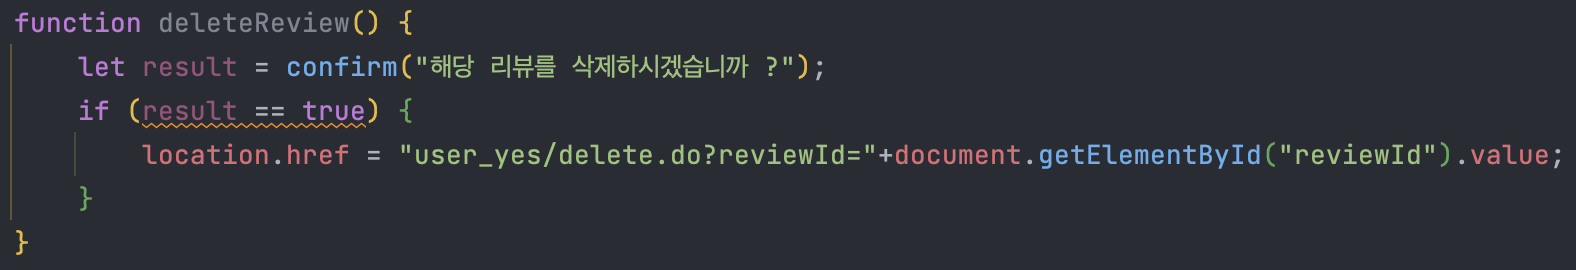 function deleteReview() {
let result = confirm("해당 리뷰를 삭제하시겠습니까 ?");
if (result == true) {
location.href = "user_yes/delete.do?reviewId="+document.getElementById("reviewId").value;
}
}